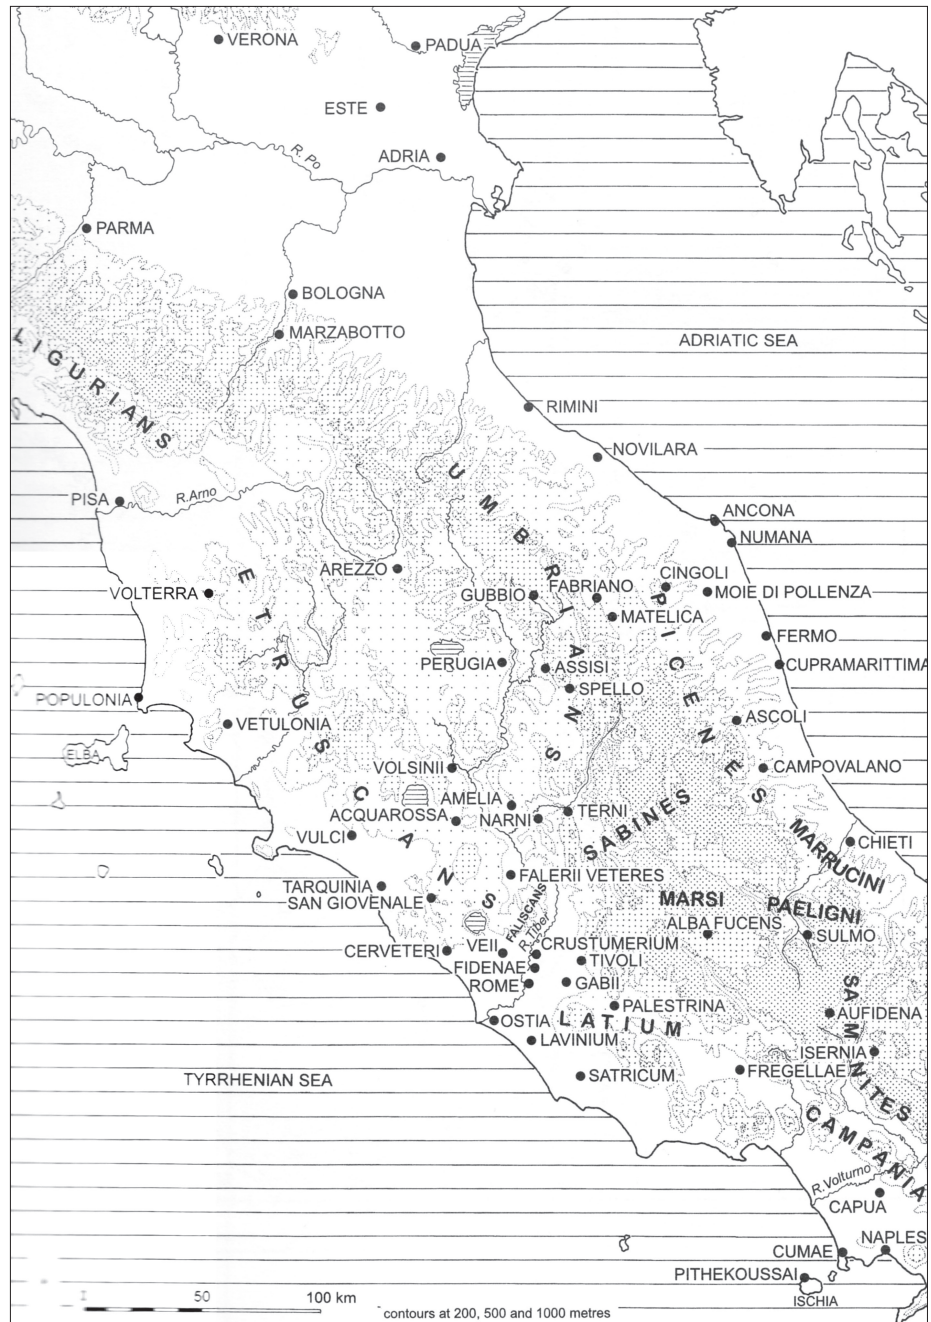 VERONA
PADUA
ESTE
R. Po
ADRIA
PARMA
BOLOGNA
MARZABOTTO
ADRIATIC SEA
LIGURIANS
RIMINI
NOVILARA
UMBRIANS
PISA
R.Arno
ANCONA
NUMANA
AREZZO
ETRUSCANS
CINGOLI
FABRIANO
VOLTERRA
GUBBIO
MOIE DI POLLENZA
PICENES
MATELICA
FERMO
PERUGIA
ASSISI
CUPRAMARITTIMA
SPELLO
POPULONIA
VETULONIA
ASCOLI
ELBA
VOLSINII
CAMPOVALANO
AMELIA
ACQUAROSSA
NARNI
TERNI
SABINES
VULCI
MARRUCINI
CHIETI
FALERII VETERES
TARQUINIA
SAN GIOVENALE
FALISCANS
MARSI
PAELIGNI
ALBA FUCENS
SULMO
R.Tiber
CERVETERI
VEII
CRUSTUMERIUM
FIDENAE
TIVOLI
ROME
GABII
SAMNITES
PALESTRINA
AUFIDENA
OSTIA
LATIUM
LAVINIUM
ISERNIA
TYRRHENIAN SEA
SATRICUM
FREGELLAE
CAMPANIA
R.Volturno
CAPUA
NAPLES
CUMAE
PITHEKOUSSAI
ISCHIA
50
100 km
contours at 200, 500 and 1000 metres